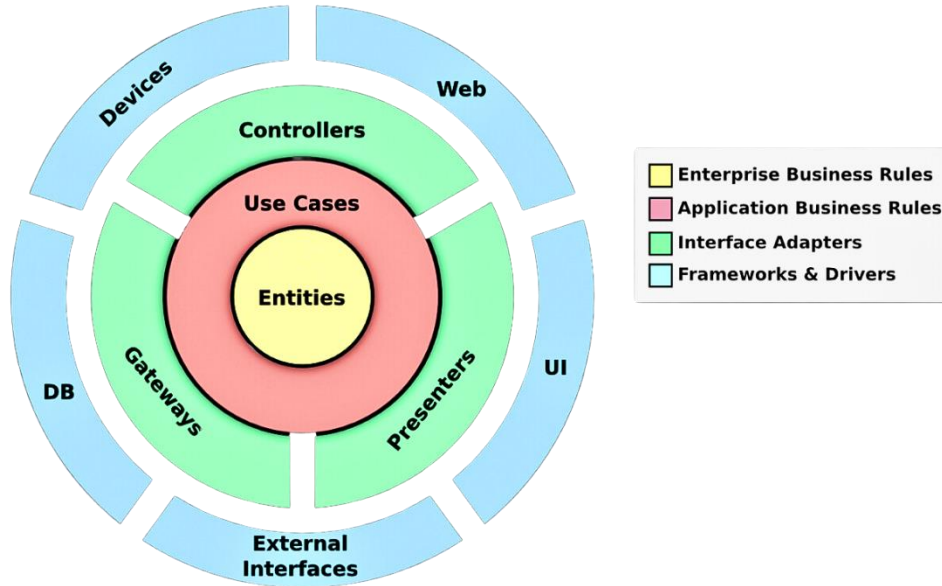 Devices
Web
Controllers
Use Cases
Entities
Gateways
Presenters
DB
UI
External
Interfaces
Enterprise Business Rules
Application Business Rules
Interface Adapters
Frameworks & Drivers